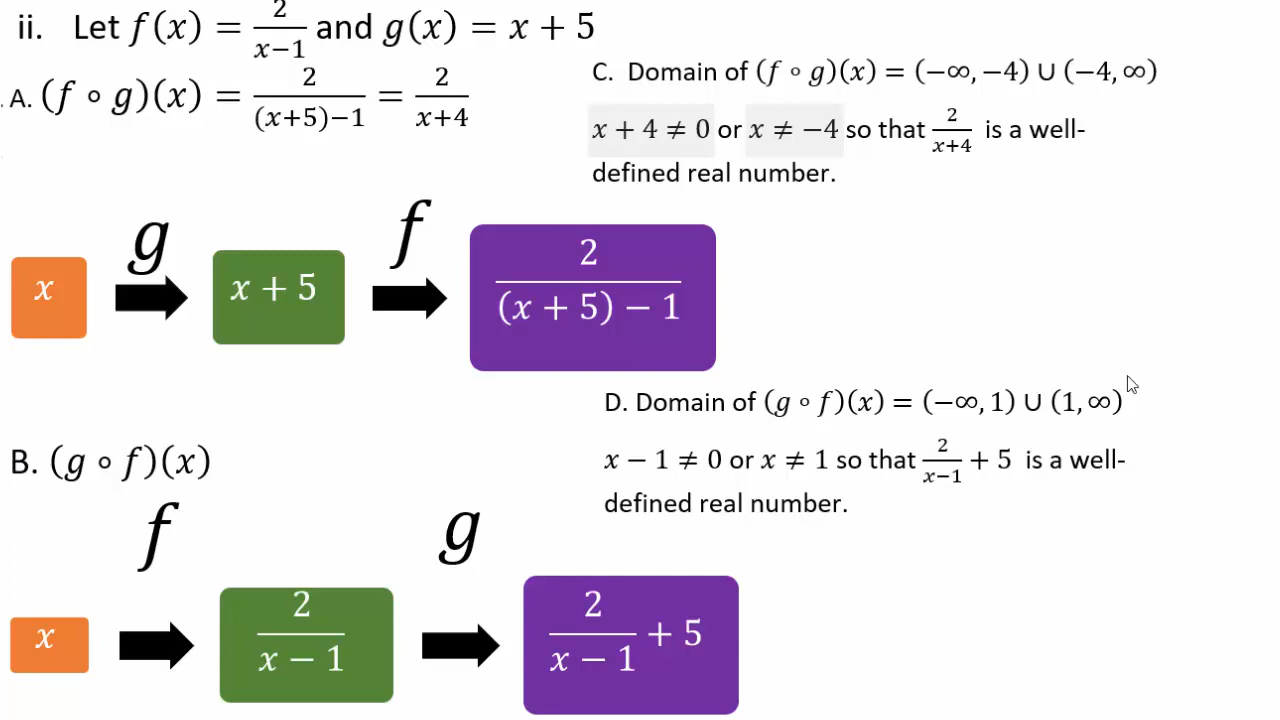 ii. Let f(x) = 2/(x−1) and g(x) = x + 5
A. (f ∘ g)(x) = 2/((x+5)−1) = 2/(x+4)
C. Domain of (f ∘ g)(x) = (−∞, −4) ∪ (−4, ∞)
x + 4 ≠ 0 or x ≠ −4 so that 2/(x+4) is a well-
defined real number.
g
f
x
x + 5
2/((x + 5) − 1)
D. Domain of (g ∘ f)(x) = (−∞, 1) ∪ (1, ∞)
x − 1 ≠ 0 or x ≠ 1 so that 2/(x−1) + 5 is a well-
defined real number.
B. (g ∘ f)(x)
f
g
x
2/(x − 1)
2/(x − 1) + 5